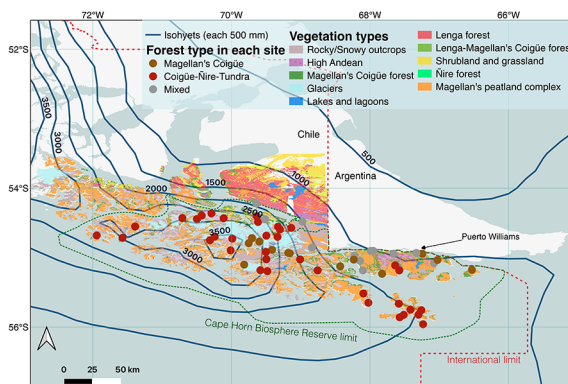 72°W
70°W
68°W
66°W
52°S
54°S
56°S
Isohyets (each 500 mm)
Forest type in each site
Magellan's Coigüe
Coigüe-Ñire-Tundra
Mixed
Vegetation types
Rocky/Snowy outcrops
High Andean
Magellan's Coigüe forest
Glaciers
Lakes and lagoons
Lenga forest
Lenga-Magellan's Coigüe forest
Shrubland and grassland
Ñire forest
Magellan's peatland complex
3500
3000
Chile
500
Argentina
1000
1500
2000
2500
3500
3000
Puerto Williams
Cape Horn Biosphere Reserve limit
International limit
0 25 50 km